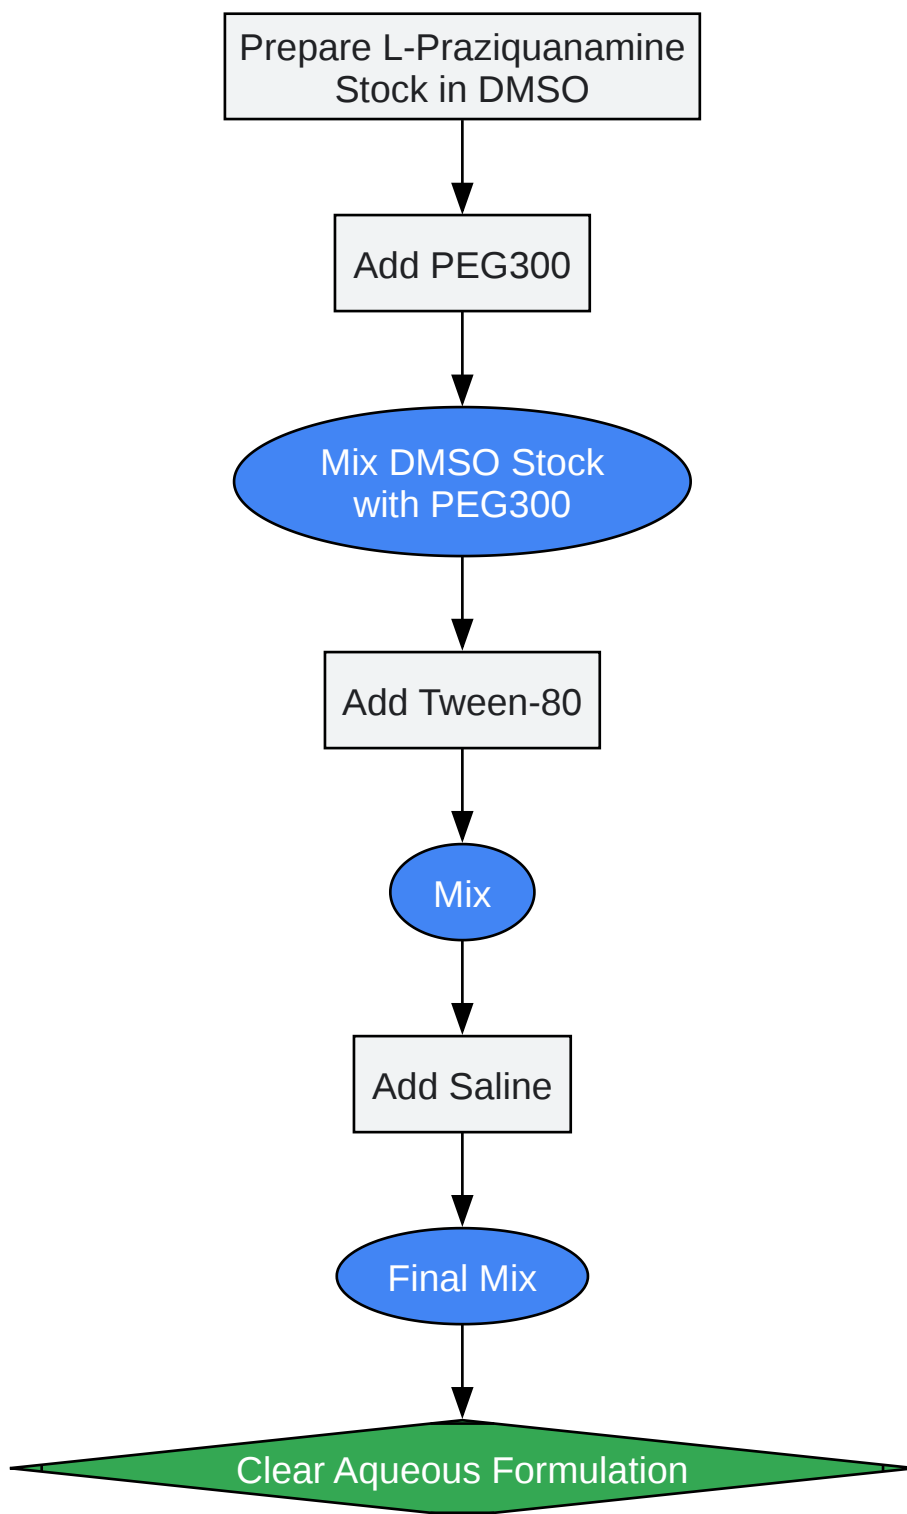 Prepare L-Praziquanamine
Stock in DMSO
Add PEG300
Mix DMSO Stock
with PEG300
Add Tween-80
Mix
Add Saline
Final Mix
Clear Aqueous Formulation